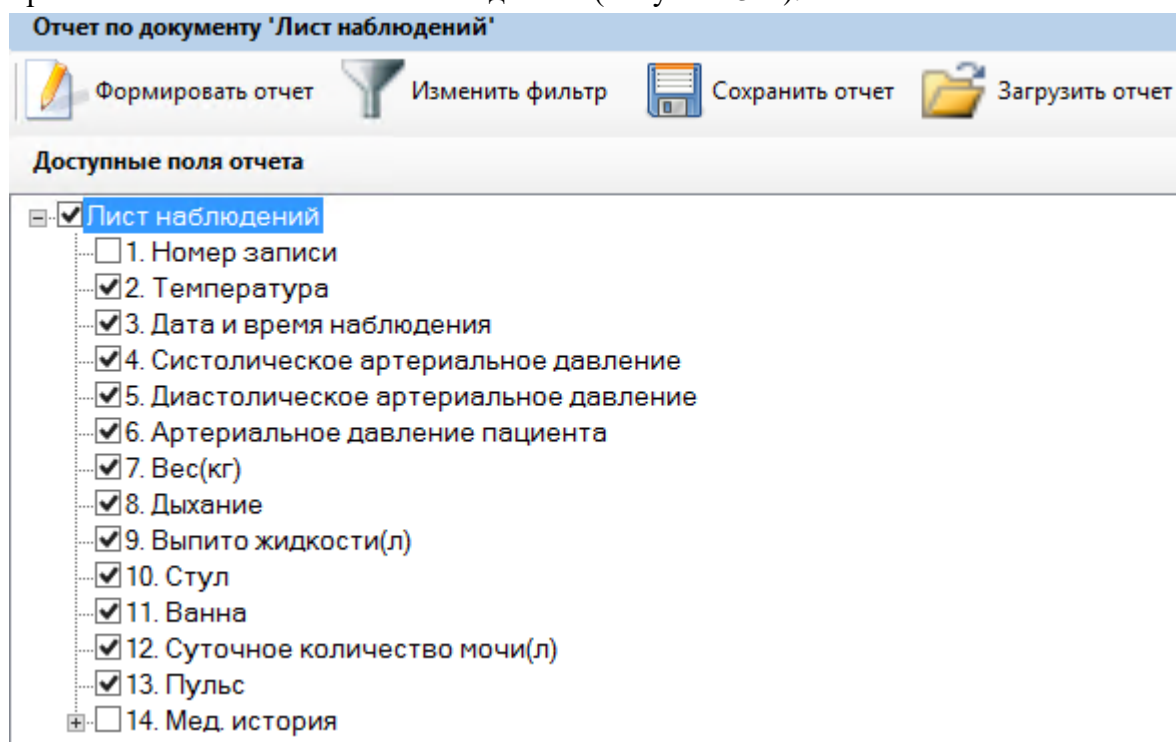 Отчет по документу 'Лист наблюдений'
Формировать отчет Изменить фильтр Сохранить отчет Загрузить отчет
Доступные поля отчета
Лист наблюдений
1. Номер записи
2. Температура
3. Дата и время наблюдения
4. Систолическое артериальное давление
5. Диастолическое артериальное давление
6. Артериальное давление пациента
7. Вес(кг)
8. Дыхание
9. Выпито жидкости(л)
10. Стул
11. Ванна
12. Суточное количество мочи(л)
13. Пульс
14. Мед. история